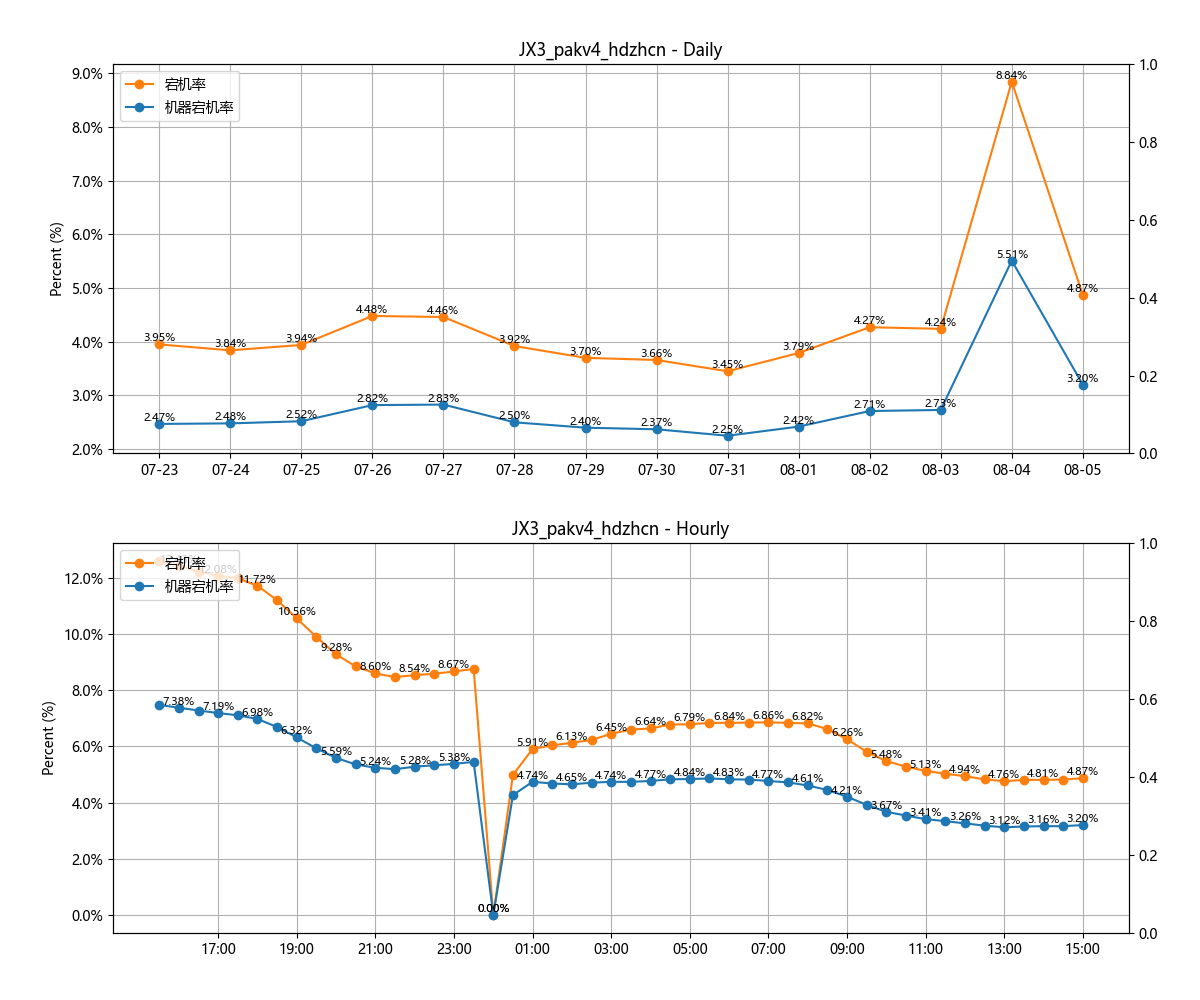 JX3_pakv4_hdzhcn - Daily
宕机率
机器宕机率
Percent (%)
9.0%
8.0%
7.0%
6.0%
5.0%
4.0%
3.0%
2.0%
1.0
0.8
0.6
0.4
0.2
0.0
3.95% 3.84% 3.94% 4.48% 4.46% 3.92% 3.70% 3.66% 3.45% 3.79% 4.27% 4.24% 8.84% 4.87%
2.47% 2.48% 2.52% 2.82% 2.83% 2.50% 2.40% 2.37% 2.25% 2.42% 2.71% 2.73% 5.51% 3.20%
07-23 07-24 07-25 07-26 07-27 07-28 07-29 07-30 07-31 08-01 08-02 08-03 08-04 08-05
JX3_pakv4_hdzhcn - Hourly
宕机率
机器宕机率
Percent (%)
12.0%
10.0%
8.0%
6.0%
4.0%
2.0%
0.0%
1.0
0.8
0.6
0.4
0.2
0.0
12.08% 11.72% 10.56% 9.28% 8.60% 8.54% 8.67% 0.00% 5.91% 6.13% 6.45% 6.64% 6.79% 6.84% 6.86% 6.82% 6.26% 5.48% 5.13% 4.94% 4.76% 4.81% 4.87%
7.38% 7.19% 6.98% 6.32% 5.59% 5.24% 5.28% 5.38% 0.00% 4.74% 4.65% 4.74% 4.77% 4.84% 4.83% 4.77% 4.61% 4.21% 3.67% 3.41% 3.26% 3.12% 3.16% 3.20%
17:00 19:00 21:00 23:00 01:00 03:00 05:00 07:00 09:00 11:00 13:00 15:00